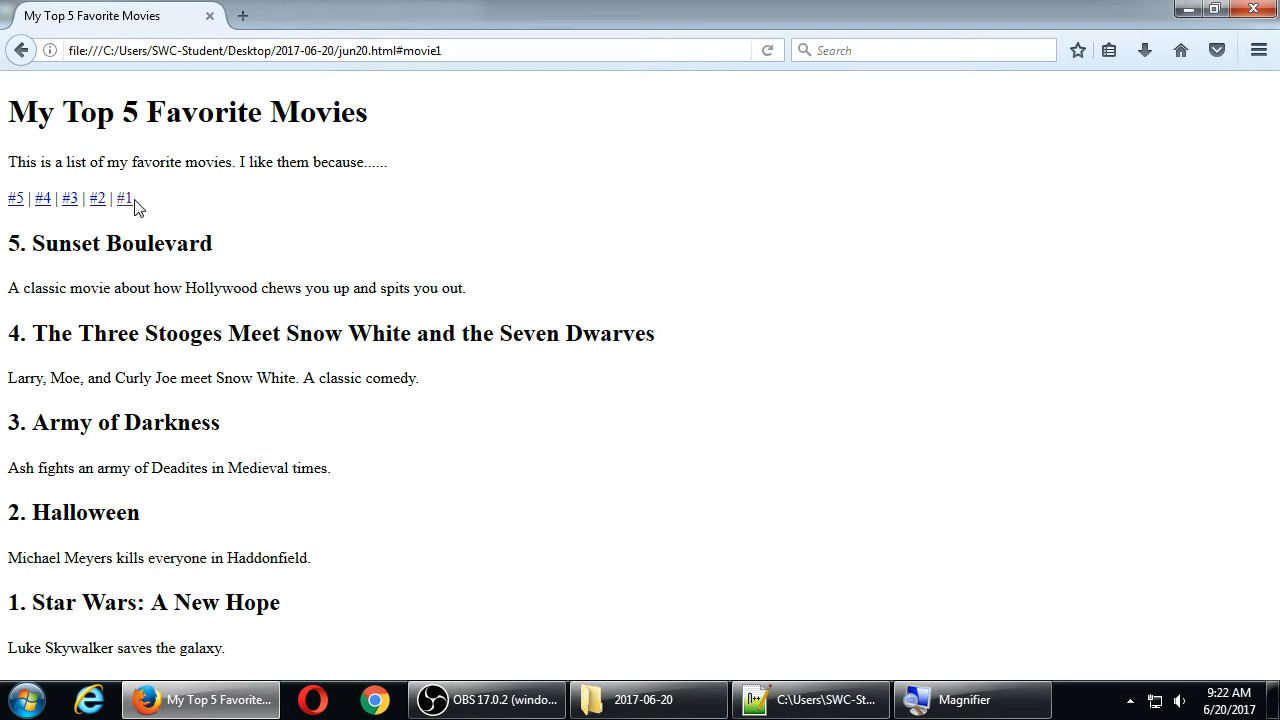 My Top 5 Favorite Movies
file:///C:/Users/SWC-Student/Desktop/2017-06-20/jun20.html#movie1
Search
My Top 5 Favorite Movies
This is a list of my favorite movies. I like them because......
#5 | #4 | #3 | #2 | #1
5. Sunset Boulevard
A classic movie about how Hollywood chews you up and spits you out.
4. The Three Stooges Meet Snow White and the Seven Dwarves
Larry, Moe, and Curly Joe meet Snow White. A classic comedy.
3. Army of Darkness
Ash fights an army of Deadites in Medieval times.
2. Halloween
Michael Meyers kills everyone in Haddonfield.
1. Star Wars: A New Hope
Luke Skywalker saves the galaxy.
My Top 5 Favorite...
OBS 17.0.2 (windo...
2017-06-20
C:\Users\SWC-St...
Magnifier
9:22 AM
6/20/2017